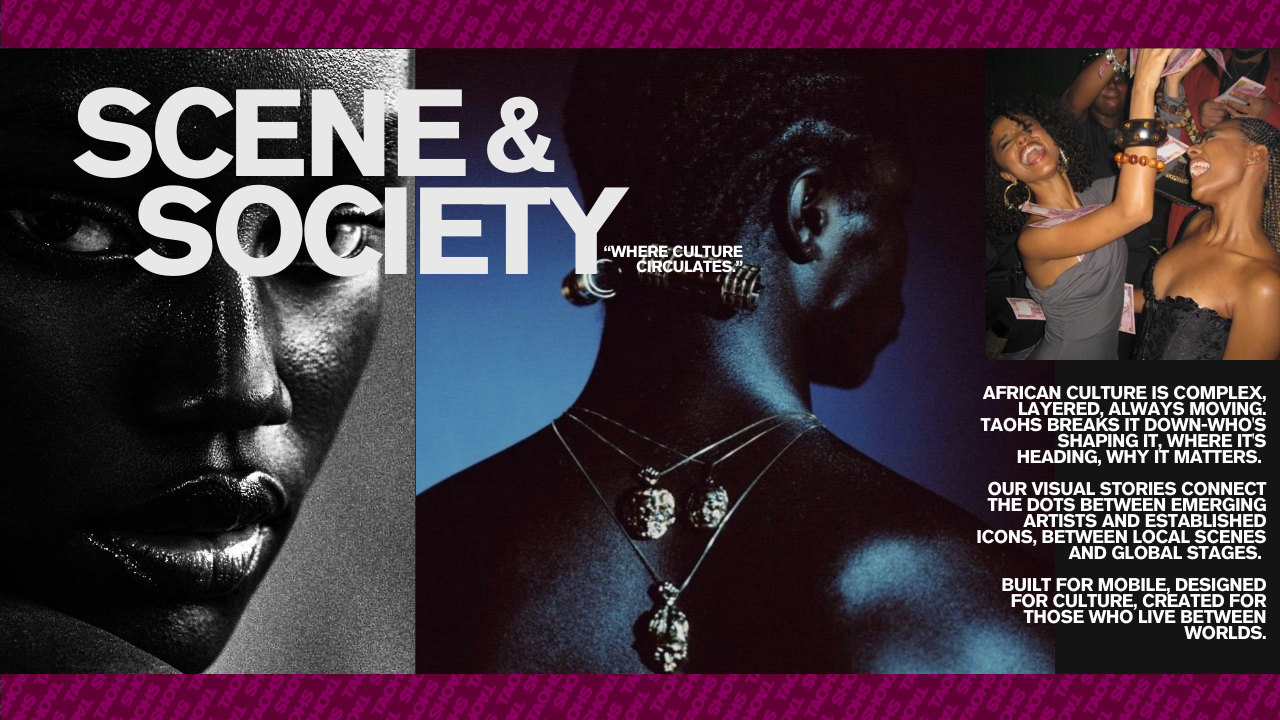 SCENE &
SOCIETY
“WHERE CULTURE
CIRCULATES.”
AFRICAN CULTURE IS COMPLEX,
LAYERED, ALWAYS MOVING.
TAOHS BREAKS IT DOWN-WHO'S
SHAPING IT, WHERE IT'S
HEADING, WHY IT MATTERS.
OUR VISUAL STORIES CONNECT
THE DOTS BETWEEN EMERGING
ARTISTS AND ESTABLISHED
ICONS, BETWEEN LOCAL SCENES
AND GLOBAL STAGES.
BUILT FOR MOBILE, DESIGNED
FOR CULTURE, CREATED FOR
THOSE WHO LIVE BETWEEN
WORLDS.